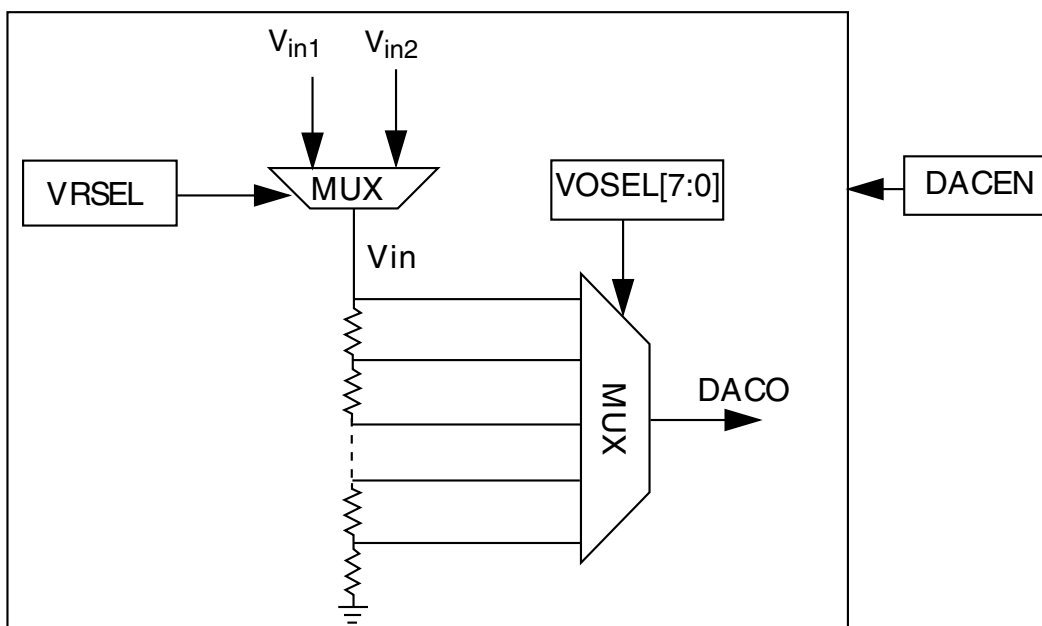 Vin1
Vin2
VRSEL
MUX
VOSEL[7:0]
DACEN
Vin
MUX
DACO